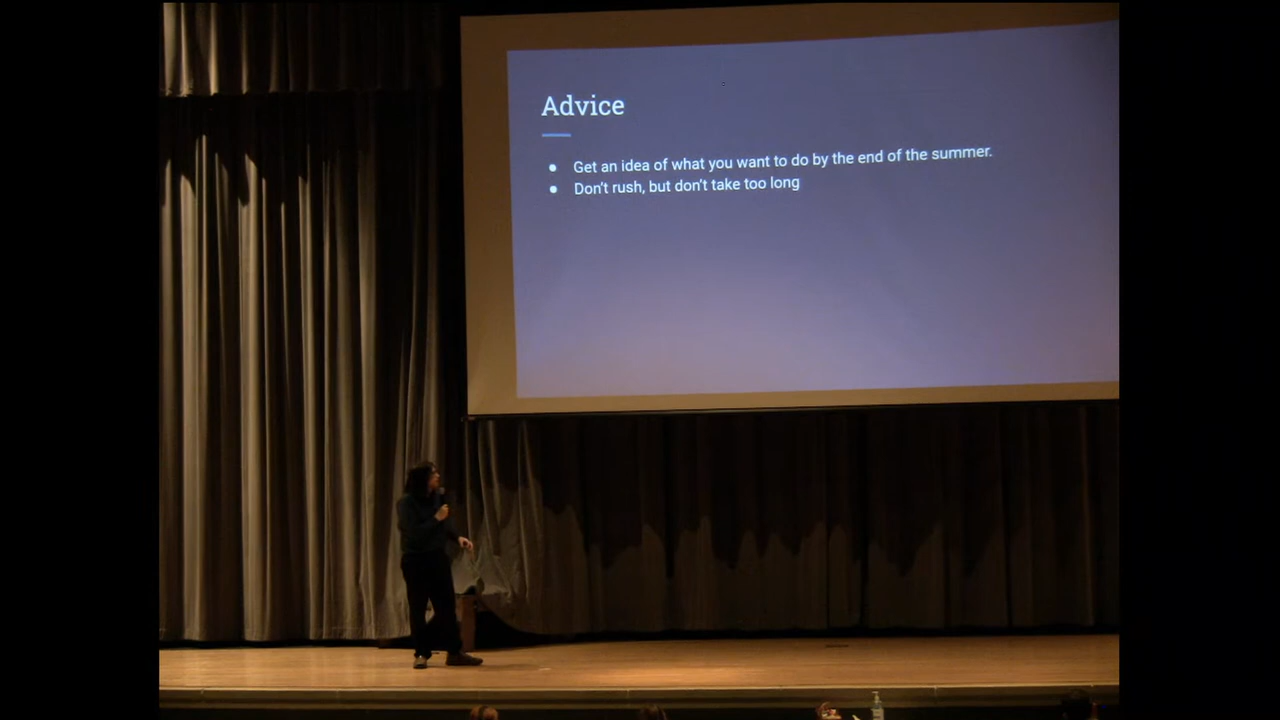 Advice
● Get an idea of what you want to do by the end of the summer.
● Don't rush, but don't take too long